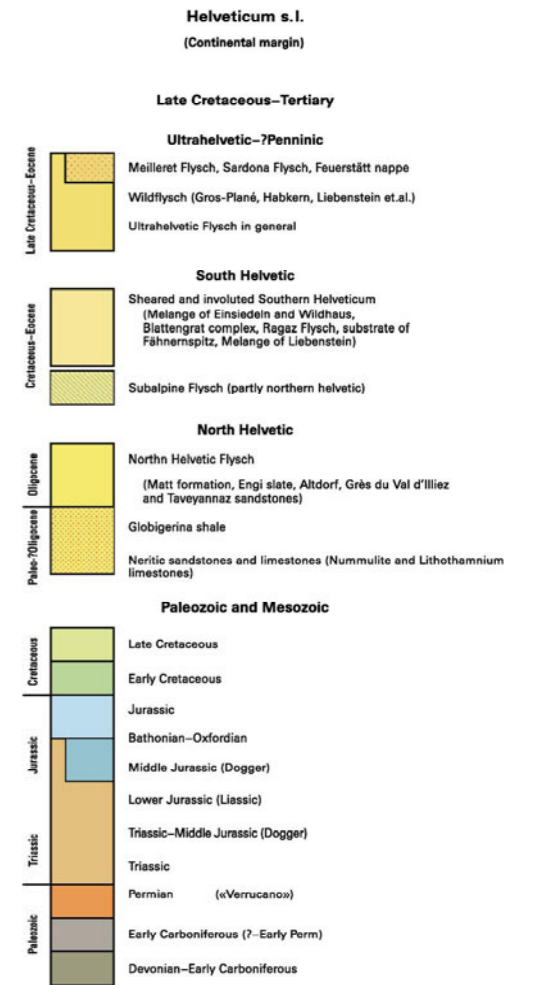 Helveticum s.l.
(Continental margin)
Late Cretaceous–Tertiary
Ultrahelvetic–?Penninic
Late Cretaceous–Eocene
Meilleret Flysch, Sardona Flysch, Feuerstätt nappe
Wildflysch (Gros-Plané, Habkern, Liebenstein et.al.)
Ultrahelvetic Flysch in general
South Helvetic
Cretaceous–Eocene
Sheared and involuted Southern Helveticum
(Melange of Einsiedeln and Wildhaus,
Blattengrat complex, Ragaz Flysch, substrate of
Fähnernspitz, Melange of Liebenstein)
Subalpine Flysch (partly northern helvetic)
North Helvetic
Oligocene
Northn Helvetic Flysch
(Matt formation, Engi slate, Altdorf, Grès du Val d'Illiez
and Taveyannaz sandstones)
Paleo-?Oligocene
Globigerina shale
Neritic sandstones and limestones (Nummulite and Lithothamnium
limestones)
Paleozoic and Mesozoic
Cretaceous
Late Cretaceous
Early Cretaceous
Jurassic
Jurassic
Bathonian–Oxfordian
Middle Jurassic (Dogger)
Lower Jurassic (Liassic)
Triassic
Triassic–Middle Jurassic (Dogger)
Triassic
Paleozoic
Permian («Verrucano»)
Early Carboniferous (?–Early Perm)
Devonian–Early Carboniferous